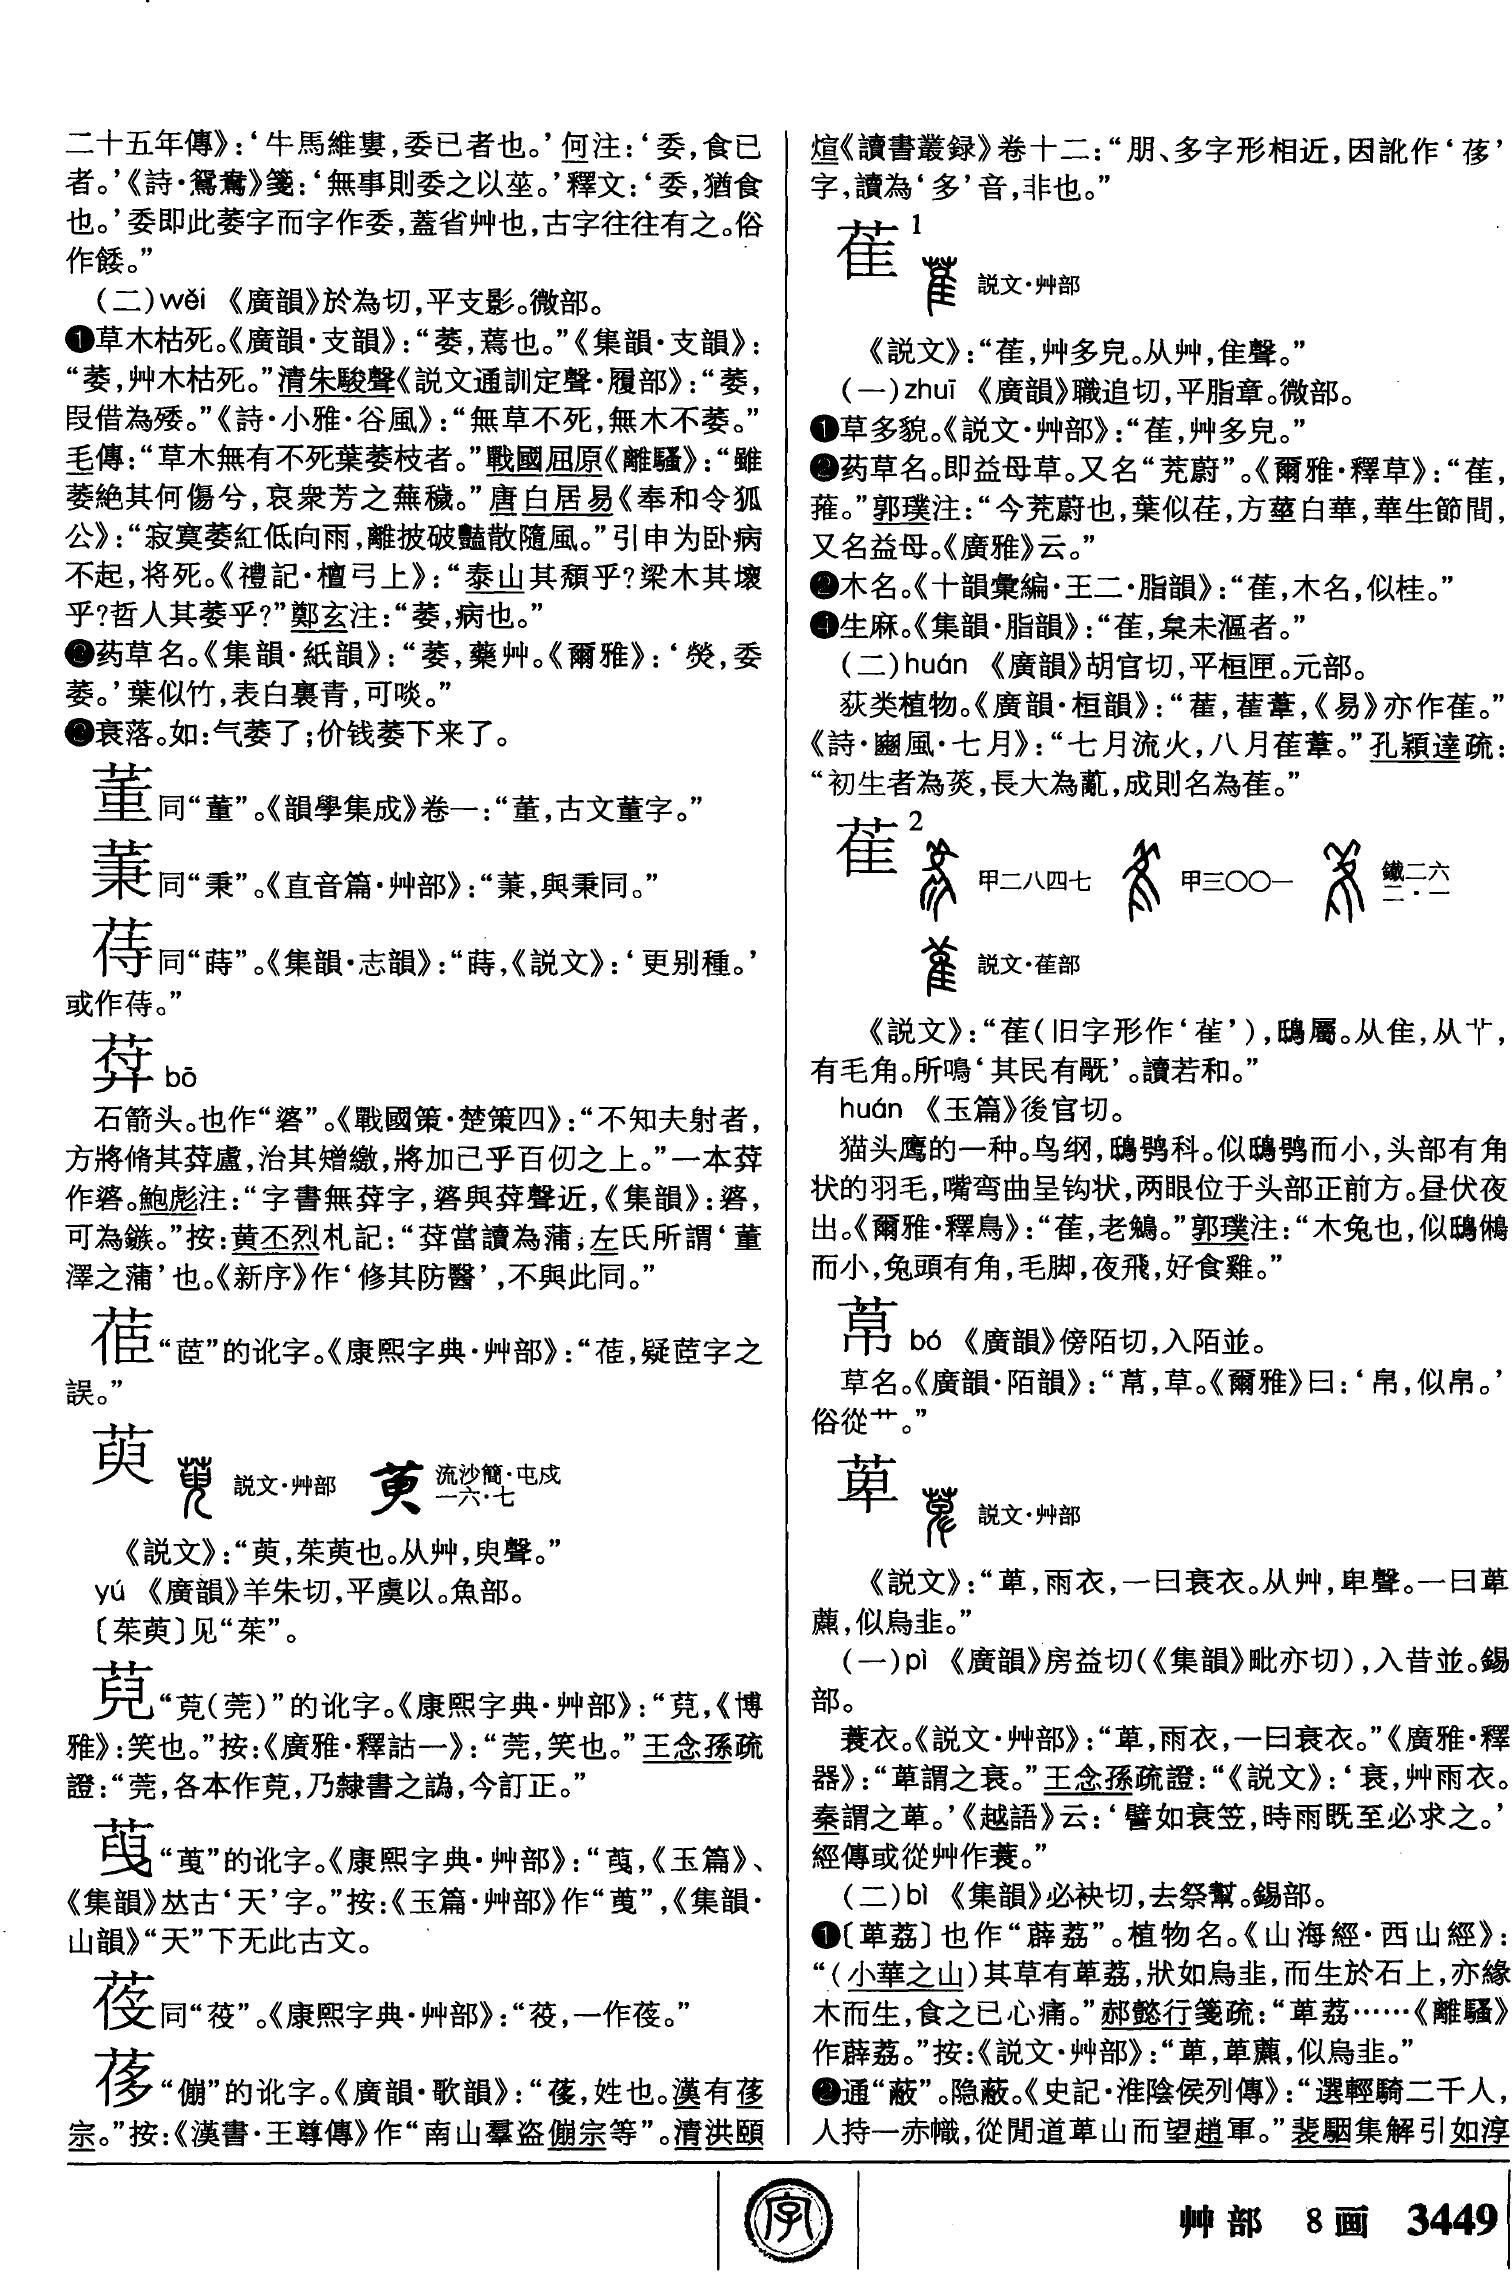 二十五年傳》：‘牛馬維婁，委已者也。’何注：‘委，食已
者。’《詩·鴛鴦》箋：‘無事則委之以莝。’釋文：‘委，猶食
也。’委即此萎字而字作委，蓋省艸也，古字往往有之。俗
作餧。”
（二）wěi 《廣韻》於為切，平支影。微部。
❶草木枯死。《廣韻·支韻》：“萎，蔫也。”《集韻·支韻》：
“萎，艸木枯死。”清朱駿聲《説文通訓定聲·履部》：“萎，
叚借為矮。”《詩·小雅·谷風》：“無草不死，無木不萎。”
毛傳：“草木無有不死葉萎枝者。”戰國屈原《離騷》：“雖
萎絶其何傷兮，哀衆芳之蕪穢。”唐白居易《奉和令狐
公》：“寂寞萎紅低向雨，離披破豔散隨風。”引申为卧病
不起，将死。《禮記·檀弓上》：“泰山其頹乎？梁木其壞
乎？哲人其萎乎？”鄭玄注：“萎，病也。”
❷药草名。《集韻·紙韻》：“萎，藥艸。《爾雅》：‘熒，委
萎。’葉似竹，表白裏青，可啖。”
❸衰落。如：气萎了；价钱萎下来了。
同“董”。《韻學集成》卷一：“董，古文董字。”
䒱同“秉”。《直音篇·艸部》：“，與秉同。”
同“蒔”。《集韻·志韻》：“蒔，《説文》：‘更别種。’
或作。”
bō
石箭头。也作“碆”。《戰國策·楚策四》：“不知夫射者，
方將脩其盧，治其矰繳，將加己乎百仞之上。”一本
作碆。鮑彪注：“字書無字，碆與聲近，《集韻》：碆，
可為鏃。”按：黄丕烈札記：“當讀為蒲；左氏所謂‘董
澤之蒲’也。《新序》作‘修其防翳’，不與此同。”
“茝”的讹字。《康熙字典·艸部》：“，疑茝字之
誤。”
萸 説文·艸部 流沙簡·屯戍一六·七
《説文》：“萸，茱萸也。从艸，臾聲。”
yú 《廣韻》羊朱切，平虞以。魚部。
〔茱萸〕见“茱”。
“莧（莞）”的讹字。《康熙字典·艸部》：“，《博
雅》：笑也。”按：《廣雅·釋詁一》：“莞，笑也。”王念孫疏
證：“莞，各本作，乃隸書之譌，今訂正。”
“”的讹字。《康熙字典·艸部》：“，《玉篇》、
《集韻》夶古‘天’字。”按：《玉篇·艸部》作“”，《集韻·
山韻》“天”下无此古文。
同“”。《康熙字典·艸部》：“，一作。”
䓃“傰”的讹字。《廣韻·歌韻》：“，姓也。漢有
宗。”按：《漢書·王尊傳》作“南山羣盗傰宗等”。清洪頤
煊《讀書叢録》卷十二：“朋、多字形相近，因訛作‘’
字，讀為‘多’音，非也。”
萑1 説文·艸部
《説文》：“萑，艸多皃。从艸，隹聲。”
（一）zhuī 《廣韻》職追切，平脂章。微部。
❶草多貌。《説文·艸部》：“萑，艸多皃。”
❷药草名。即益母草。又名“茺蔚”。《爾雅·釋草》：“萑，
蓷。”郭璞注：“今茺蔚也，葉似荏，方莖白華，華生節間，
又名益母。《廣雅》云。”
❷木名。《十韻彙編·王二·脂韻》：“萑，木名，似桂。”
❹生麻。《集韻·脂韻》：“萑，枲未漚者。”
（二）huán 《廣韻》胡官切，平桓匣。元部。
荻类植物。《廣韻·桓韻》：“雚，雚葦，《易》亦作萑。”
《詩·豳風·七月》：“七月流火，八月萑葦。”孔穎達疏：
“初生者為菼，長大為薍，成則名為萑。”
萑2 甲二八四七 甲三〇〇一 鐵二六二·一
説文·萑部
《説文》：“萑（旧字形作‘’），鴟屬。从隹，从𦫳，
有毛角。所鳴‘其民有旤’。讀若和。”
huán 《玉篇》後官切。
猫头鹰的一种。鸟纲，鴟鸮科。似鴟鸮而小，头部有角
状的羽毛，嘴弯曲呈钩状，两眼位于头部正前方。昼伏夜
出。《爾雅·釋鳥》：“萑，老鵵。”郭璞注：“木兔也，似鴟鵂
而小，兔頭有角，毛脚，夜飛，好食雞。”
bó 《廣韻》傍陌切，入陌並。
草名。《廣韻·陌韻》：“，草。《爾雅》曰：‘帛，似帛。’
俗從艹。”
萆 説文·艸部
《説文》：“萆，雨衣，一曰衰衣。从艸，卑聲。一曰萆
藨，似烏韭。”
（一）pì 《廣韻》房益切（《集韻》毗亦切），入昔並。錫
部。
蓑衣。《説文·艸部》：“萆，雨衣，一曰衰衣。”《廣雅·釋
器》：“萆謂之衰。”王念孫疏證：“《説文》：‘衰，艸雨衣。
秦謂之萆。’《越語》云：‘譬如衰笠，時雨既至必求之。’
經傳或從艸作蓑。”
（二）bì 《集韻》必袂切，去祭幫。錫部。
❶〔萆荔〕也作“薜荔”。植物名。《山海經·西山經》：
“（小華之山）其草有萆荔，狀如烏韭，而生於石上，亦緣
木而生，食之已心痛。”郝懿行箋疏：“萆荔……《離騷》
作薜荔。”按：《説文·艸部》：“萆，萆藨，似烏韭。”
❷通“蔽”。隐蔽。《史記·淮陰侯列傳》：“選輕騎二千人，
人持一赤幟，從閒道萆山而望趙軍。”裴駰集解引如淳
字
艸部 8画 3449